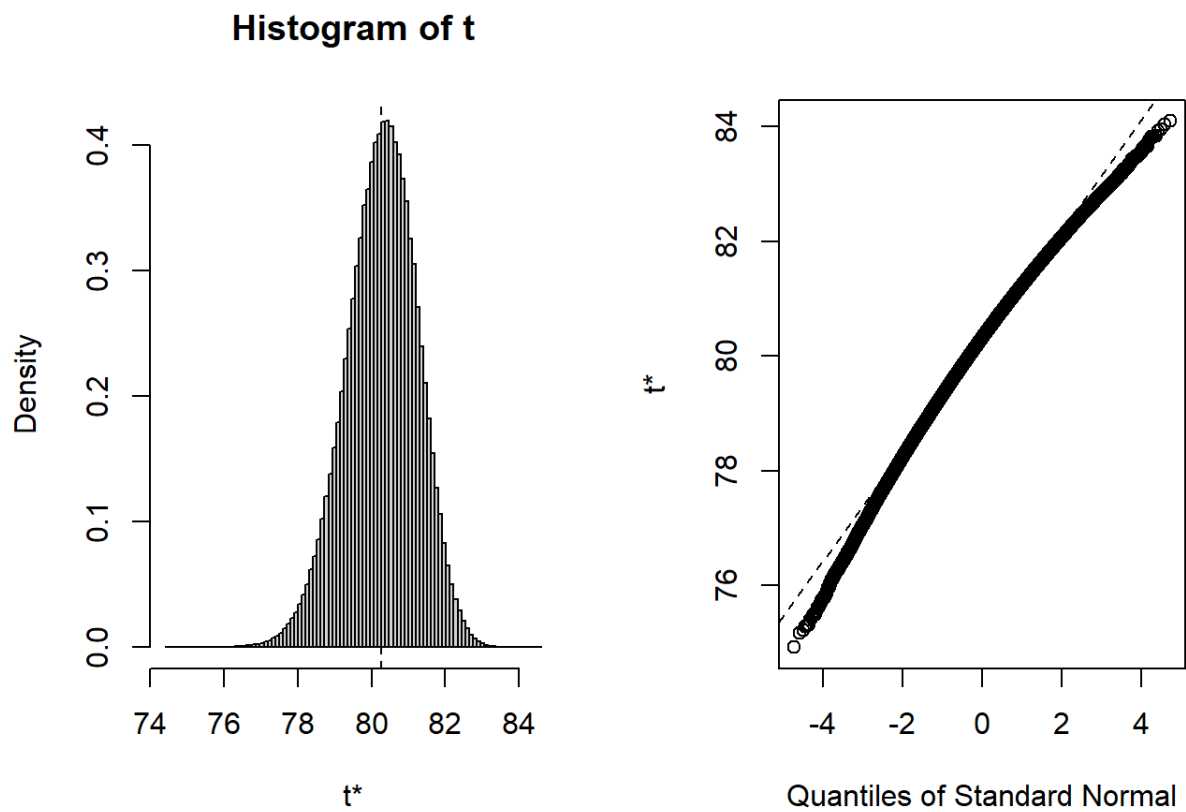 Histogram of t
Density
0.0 0.1 0.2 0.3 0.4
74 76 78 80 82 84
t*
t*
76 78 80 82 84
-4 -2 0 2 4
Quantiles of Standard Normal